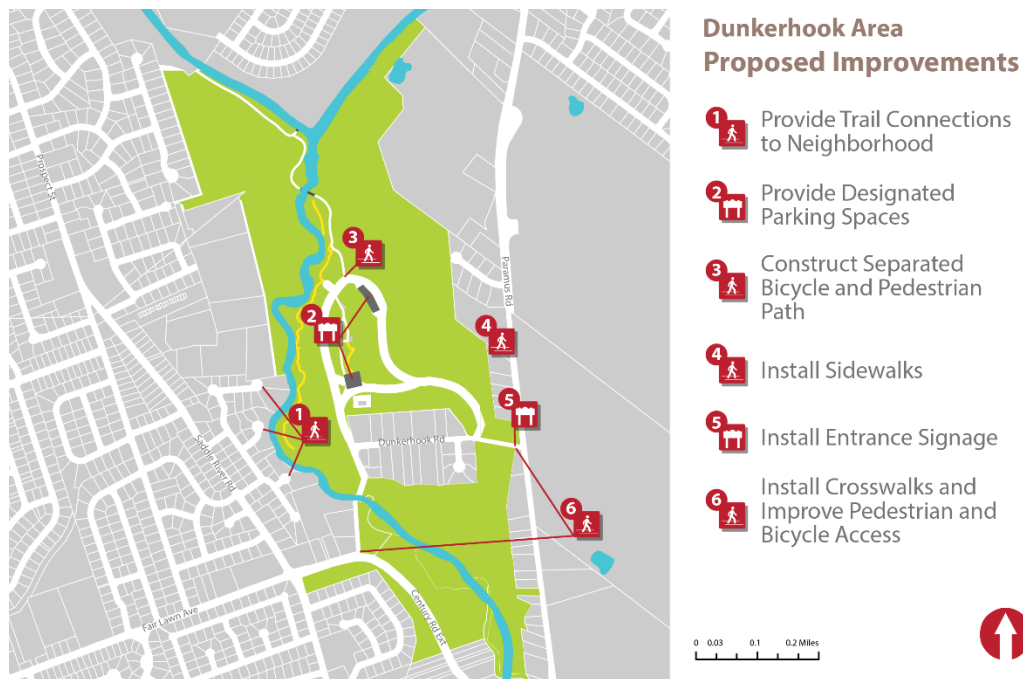 Dunkerhook Area
Proposed Improvements
1
Provide Trail Connections
to Neighborhood
2
Provide Designated
Parking Spaces
3
Construct Separated
Bicycle and Pedestrian
Path
4
Install Sidewalks
5
Install Entrance Signage
6
Install Crosswalks and
Improve Pedestrian and
Bicycle Access
0 0.03 0.1 0.2 Miles
Prospect St
Paramus Rd
3
2
4
5
1
Dunkerhook Rd
Saddle River Rd
6
Fair Lawn Ave
Century Rd Ext